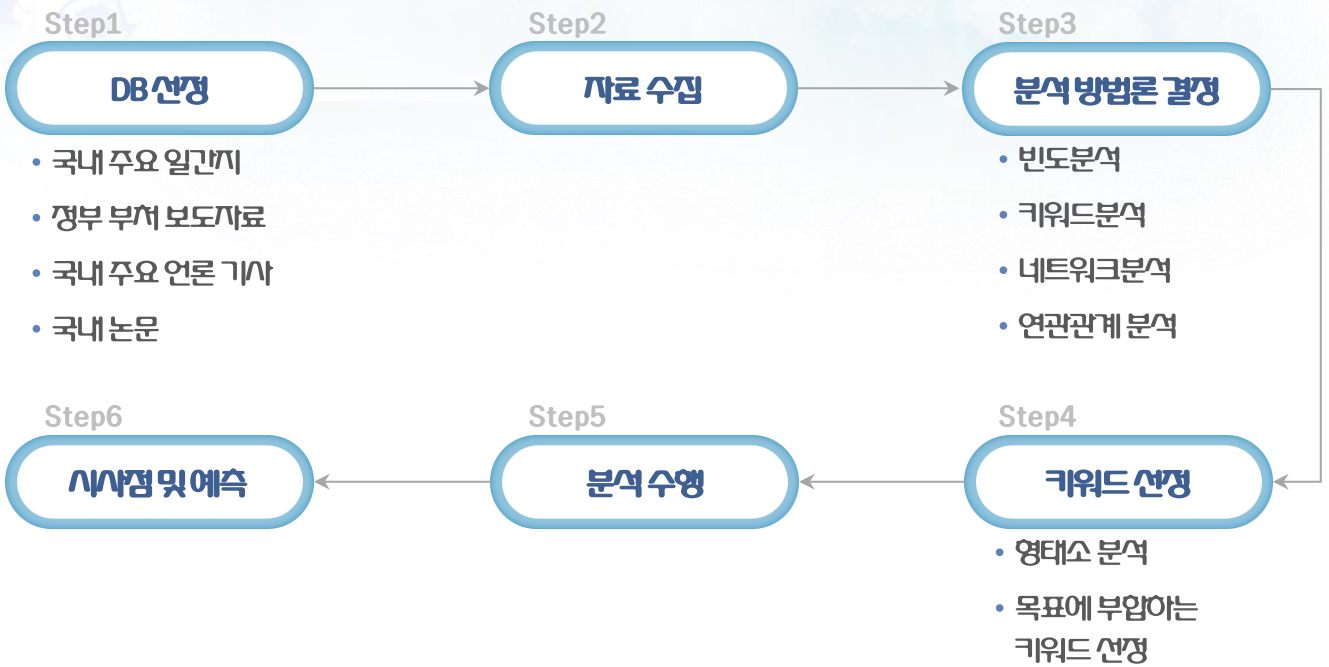 Step1
DB 선정
• 국내 주요 일간지
• 정부 부처 보도자료
• 국내 주요 언론 기사
• 국내 논문
Step2
자료 수집
Step3
분석 방법론 결정
• 빈도분석
• 키워드분석
• 네트워크분석
• 연관관계 분석
Step4
키워드 선정
• 형태소 분석
• 목표에 부합하는
키워드 선정
Step5
분석 수행
Step6
시사점 및 예측